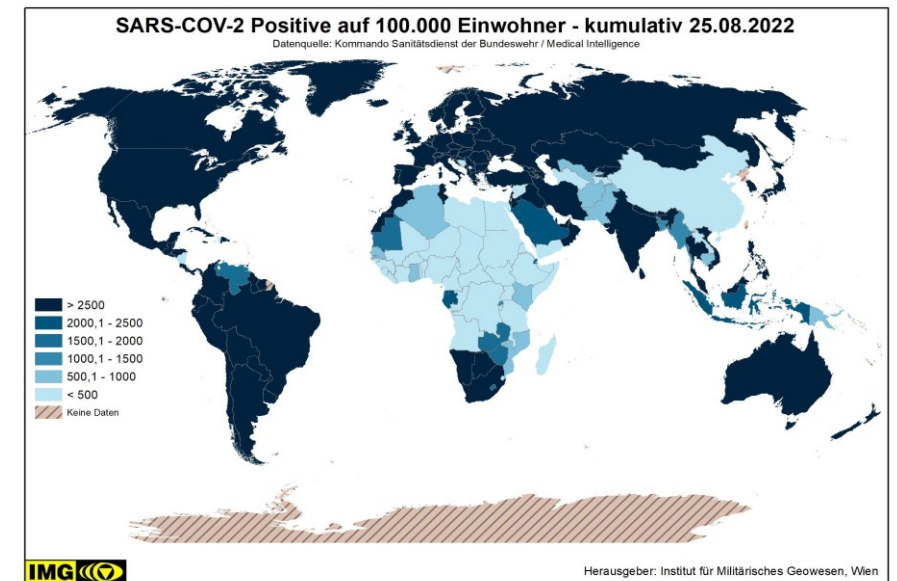 SARS-COV-2 Positive auf 100.000 Einwohner - kumulativ 25.08.2022
Datenquelle: Kommando Sanitätsdienst der Bundeswehr / Medical Intelligence
> 2500
2000,1 - 2500
1500,1 - 2000
1000,1 - 1500
500,1 - 1000
< 500
Keine Daten
IMG
Herausgeber: Institut für Militärisches Geowesen, Wien